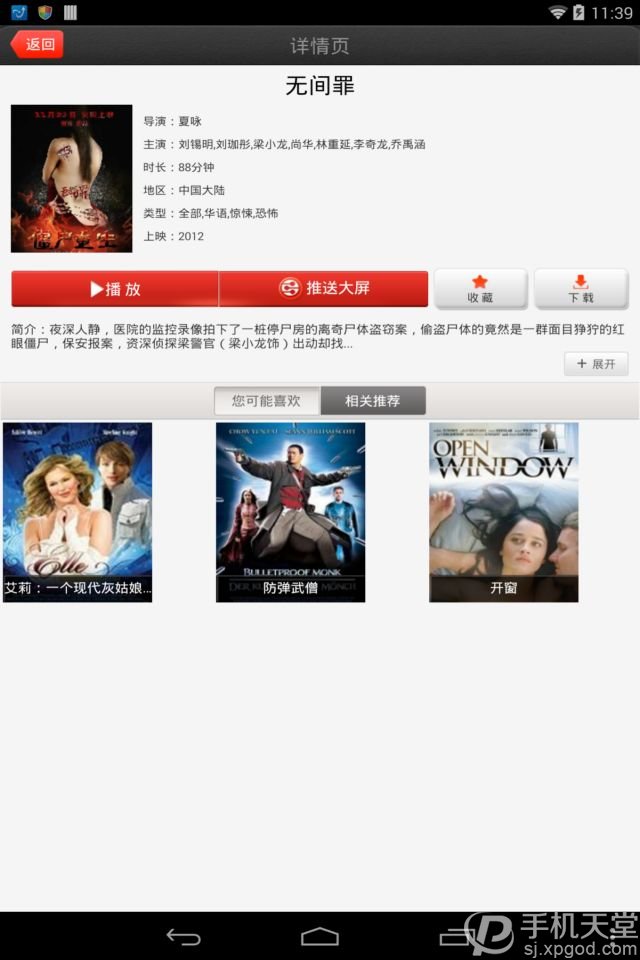 11:39
返回
详情页
无间罪
导演：夏咏
主演：刘锡明,刘珈彤,梁小龙,尚华,林重延,李奇龙,乔禹涵
时长：88分钟
地区：中国大陆
类型：全部,华语,惊悚,恐怖
上映：2012
僵尸重生
播放
推送大屏
收藏
下载
简介：夜深人静，医院的监控录像拍下了一桩停尸房的离奇尸体盗窃案，偷盗尸体的竟然是一群面目狰狞的红
眼僵尸，保安报案，资深侦探梁警官（梁小龙饰）出动却找...
+ 展开
您可能喜欢
相关推荐
Elle
艾莉：一个现代灰姑娘...
CHOW YUN FAT
SEANN WILLIAM SCOTT
BULLETPROOF MONK
防弹武僧
OPEN
WINDOW
开窗
手机天堂
sj.xpgod.com